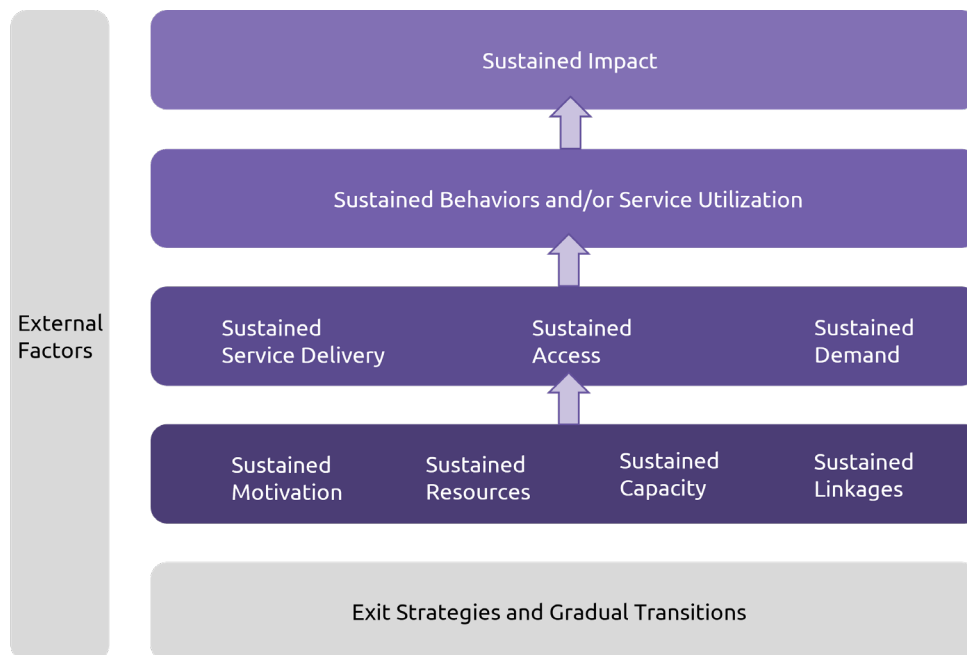 Sustained Impact
Sustained Behaviors and/or Service Utilization
External
Factors
Sustained
Service Delivery
Sustained
Access
Sustained
Demand
Sustained
Motivation
Sustained
Resources
Sustained
Capacity
Sustained
Linkages
Exit Strategies and Gradual Transitions